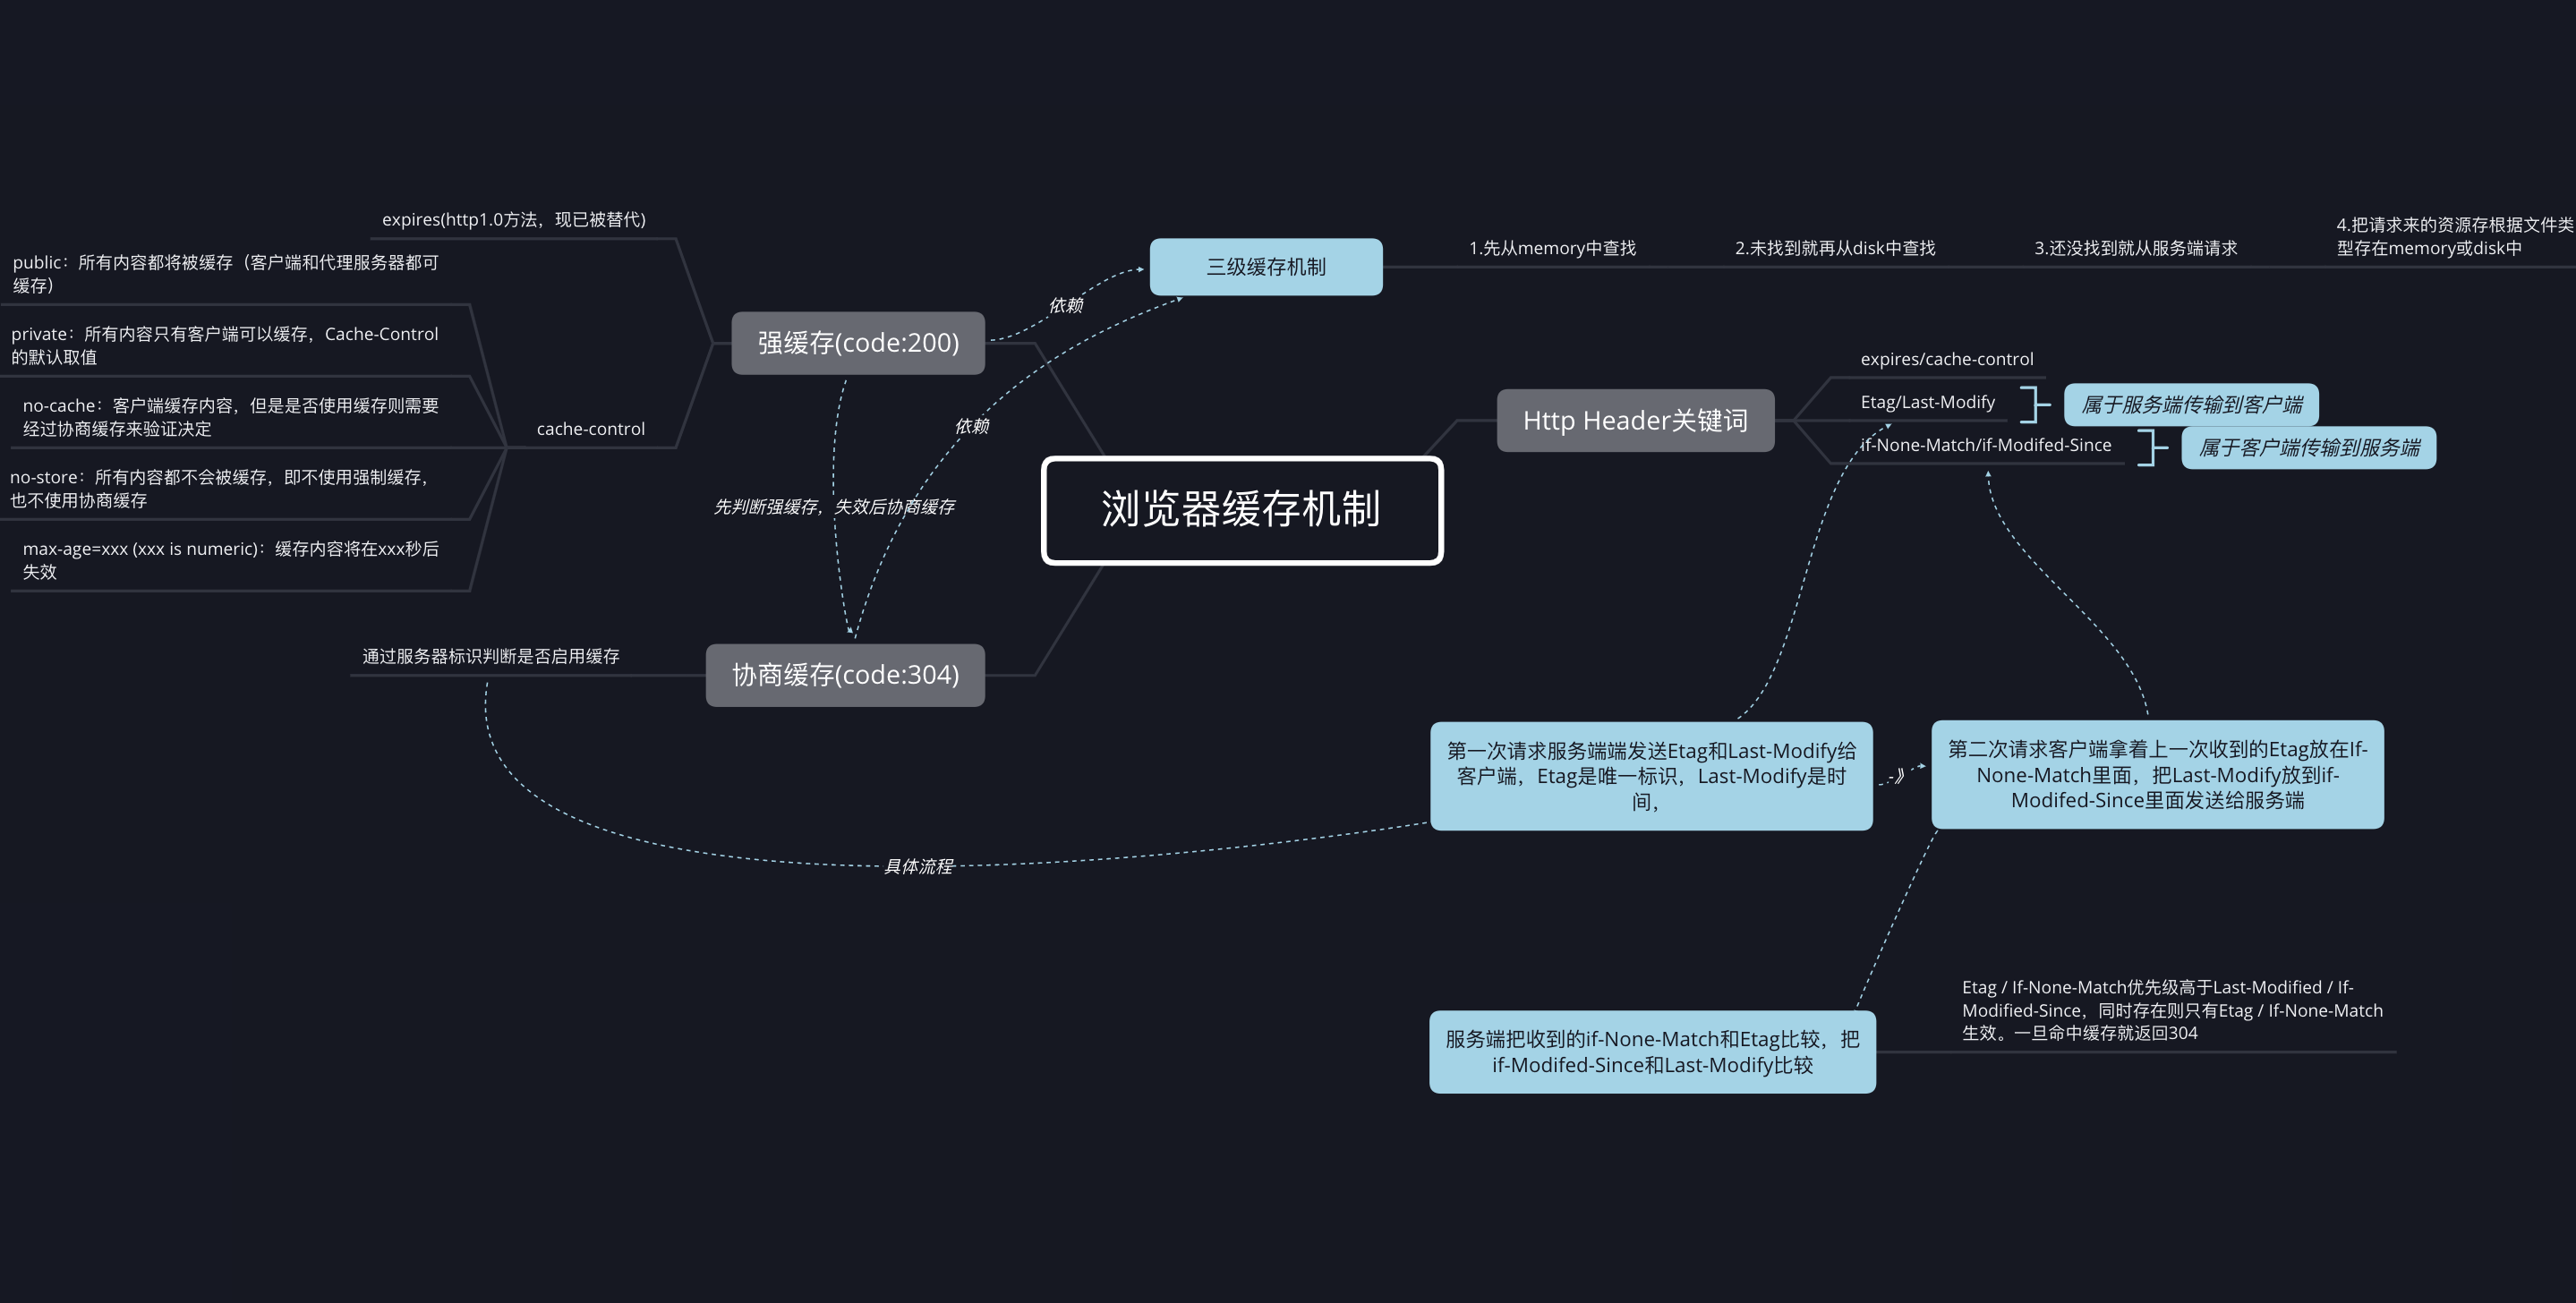 浏览器缓存机制
强缓存(code:200)
expires(http1.0方法，现已被替代)
cache-control
public：所有内容都将被缓存（客户端和代理服务器都可
缓存）
private：所有内容只有客户端可以缓存，Cache-Control
的默认取值
no-cache：客户端缓存内容，但是是否使用缓存则需要
经过协商缓存来验证决定
no-store：所有内容都不会被缓存，即不使用强制缓存，
也不使用协商缓存
max-age=xxx (xxx is numeric)：缓存内容将在xxx秒后
失效
先判断强缓存，失效后协商缓存
协商缓存(code:304)
通过服务器标识判断是否启用缓存
依赖
依赖
三级缓存机制
1.先从memory中查找
2.未找到就再从disk中查找
3.还没找到就从服务端请求
4.把请求来的资源存根据文件类
型存在memory或disk中
Http Header关键词
expires/cache-control
Etag/Last-Modify
属于服务端传输到客户端
if-None-Match/if-Modifed-Since
属于客户端传输到服务端
具体流程
第一次请求服务端端发送Etag和Last-Modify给
客户端，Etag是唯一标识，Last-Modify是时
间，
-》
第二次请求客户端拿着上一次收到的Etag放在If-
None-Match里面，把Last-Modify放到if-
Modifed-Since里面发送给服务端
服务端把收到的if-None-Match和Etag比较，把
if-Modifed-Since和Last-Modify比较
Etag / If-None-Match优先级高于Last-Modified / If-
Modified-Since，同时存在则只有Etag / If-None-Match
生效。一旦命中缓存就返回304